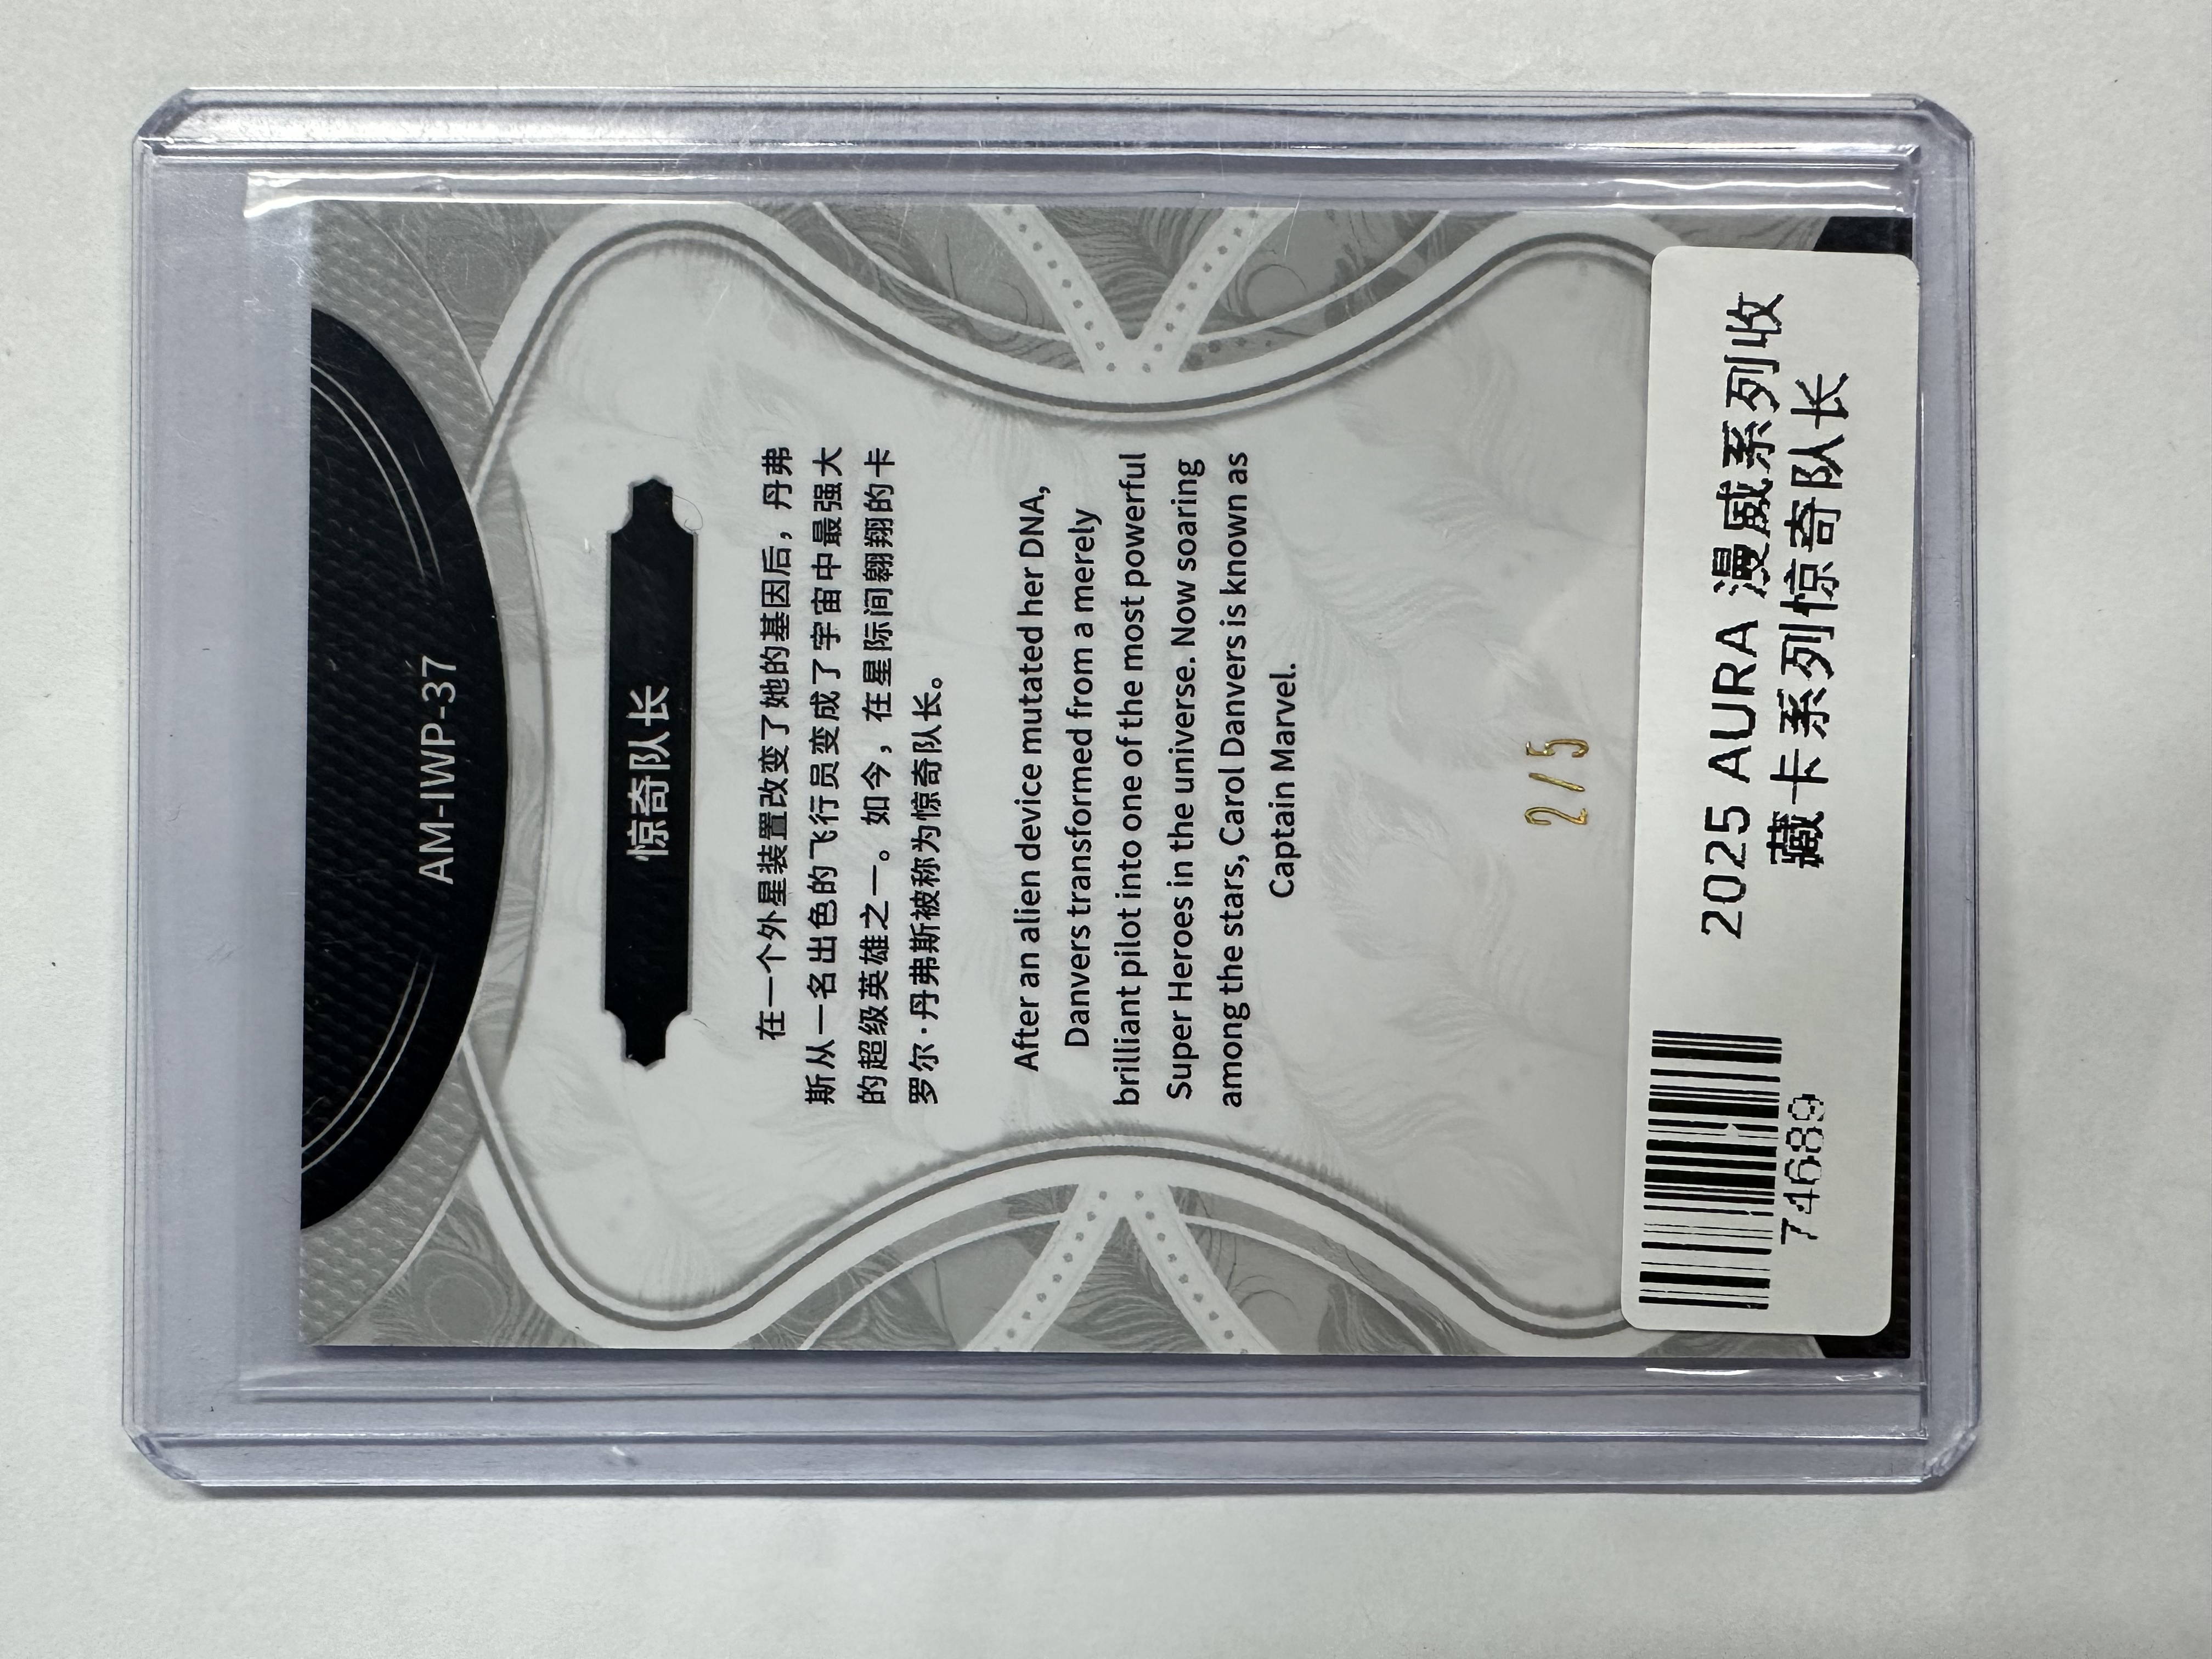 AM-IWP-37
惊奇队长
在一个外星装置改变了她的基因后，丹弗
斯从一名出色的飞行员变成了宇宙中最强大
的超级英雄之一。如今，在星际间翱翔的卡
罗尔·丹弗斯被称为惊奇队长。
After an alien device mutated her DNA,
Danvers transformed from a merely
brilliant pilot into one of the most powerful
Super Heroes in the universe. Now soaring
among the stars, Carol Danvers is known as
Captain Marvel.
2/5
74689
2025 AURA 漫威系列收
藏卡系列惊奇队长